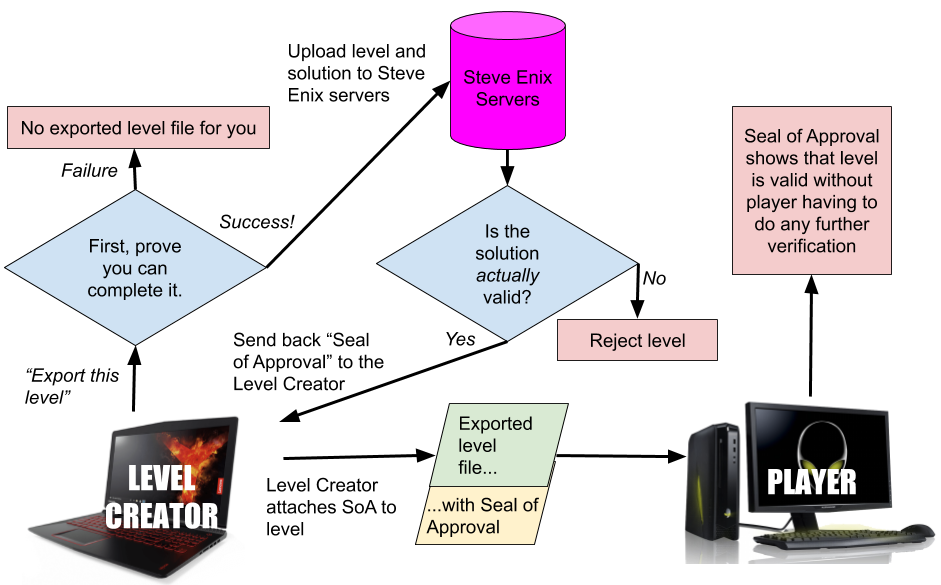 Upload level and
solution to Steve
Enix servers
Steve Enix
Servers
No exported level file for you
Failure
Success!
First, prove
you can
complete it.
Is the
solution
actually
valid?
No
Reject level
Seal of Approval
shows that level
is valid without
player having to
do any further
verification
“Export this
level”
Send back “Seal
of Approval” to the
Level Creator
Yes
LEVEL
CREATOR
Level Creator
attaches SoA to
level
Exported
level
file...
...with Seal of
Approval
PLAYER